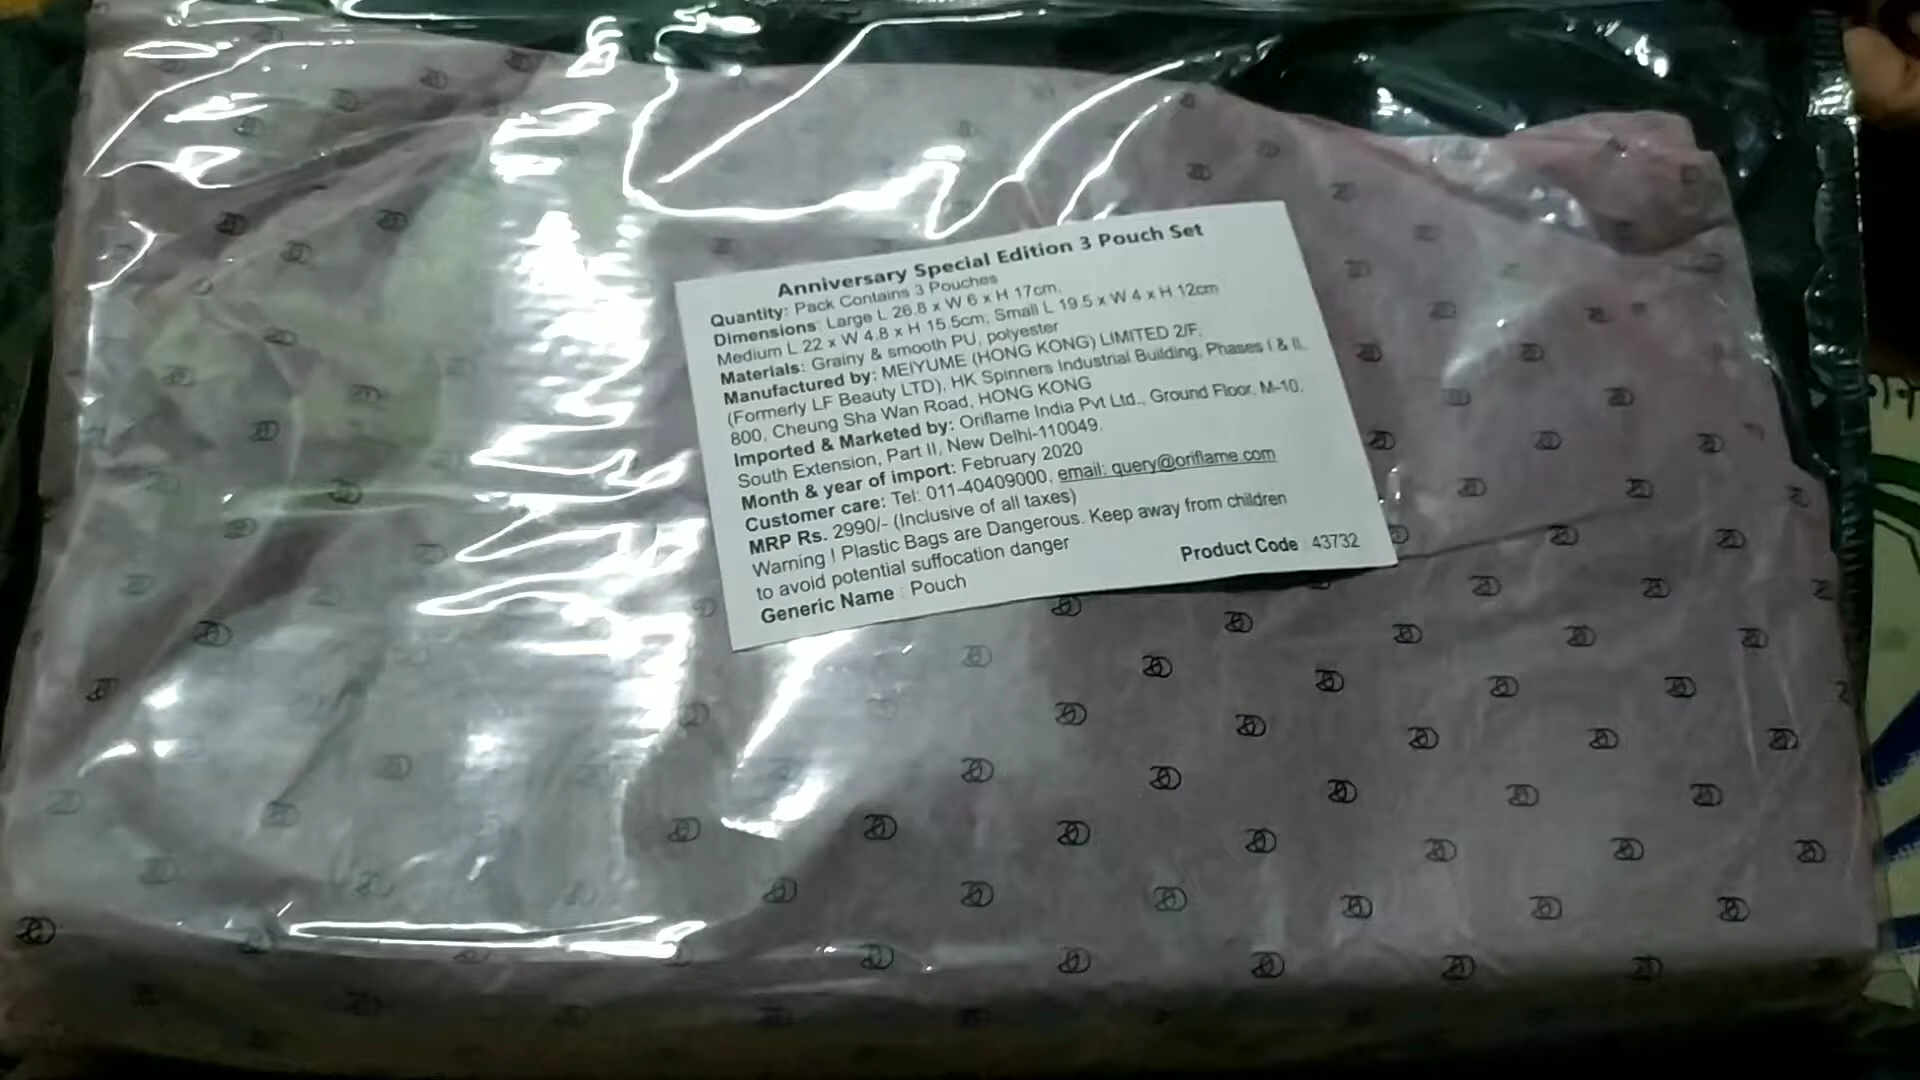 Anniversary Special Edition 3 Pouch Set
Quantity: Pack Contains 3 Pouches
Dimensions: Large L 26.8 x W 6 x H 17cm,
Medium L 22 x W 4.8 x H 15.5cm, Small L 19.5 x W 4 x H 12cm
Materials: Grainy & smooth PU, polyester
Manufactured by: MEIYUME (HONG KONG) LIMITED 2/F,
(Formerly LF Beauty LTD), HK Spinners Industrial Building, Phases I & II,
800, Cheung Sha Wan Road, HONG KONG
Imported & Marketed by: Oriflame India Pvt Ltd., Ground Floor, M-10,
South Extension, Part II, New Delhi-110049.
Month & year of import: February 2020
Customer care: Tel: 011-40409000, email: query@oriflame.com
MRP Rs. 2990/- (Inclusive of all taxes)
Warning ! Plastic Bags are Dangerous. Keep away from children
to avoid potential suffocation danger
Generic Name : Pouch
Product Code : 43732